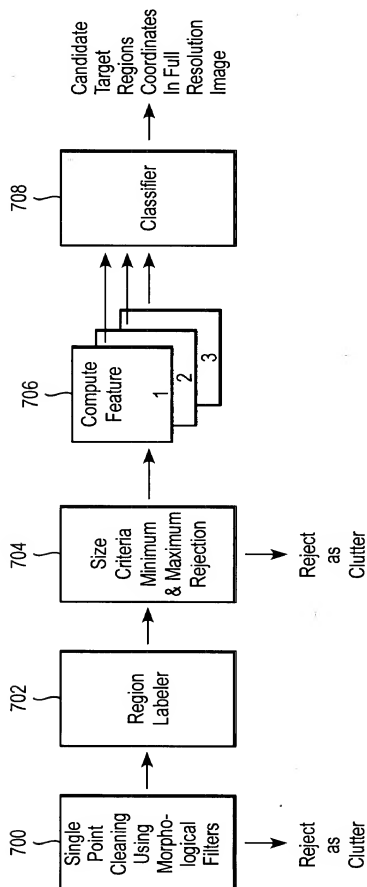 700
Single
Point
Cleaning
Using
Morpho-
logical
Filters
Reject
as
Clutter
702
Region
Labeler
704
Size
Criteria
Minimum
& Maximum
Rejection
Reject
as
Clutter
706
Compute
Feature
1
2
3
708
Classifier
Candidate
Target
Regions
Coordinates
In Full
Resolution
Image